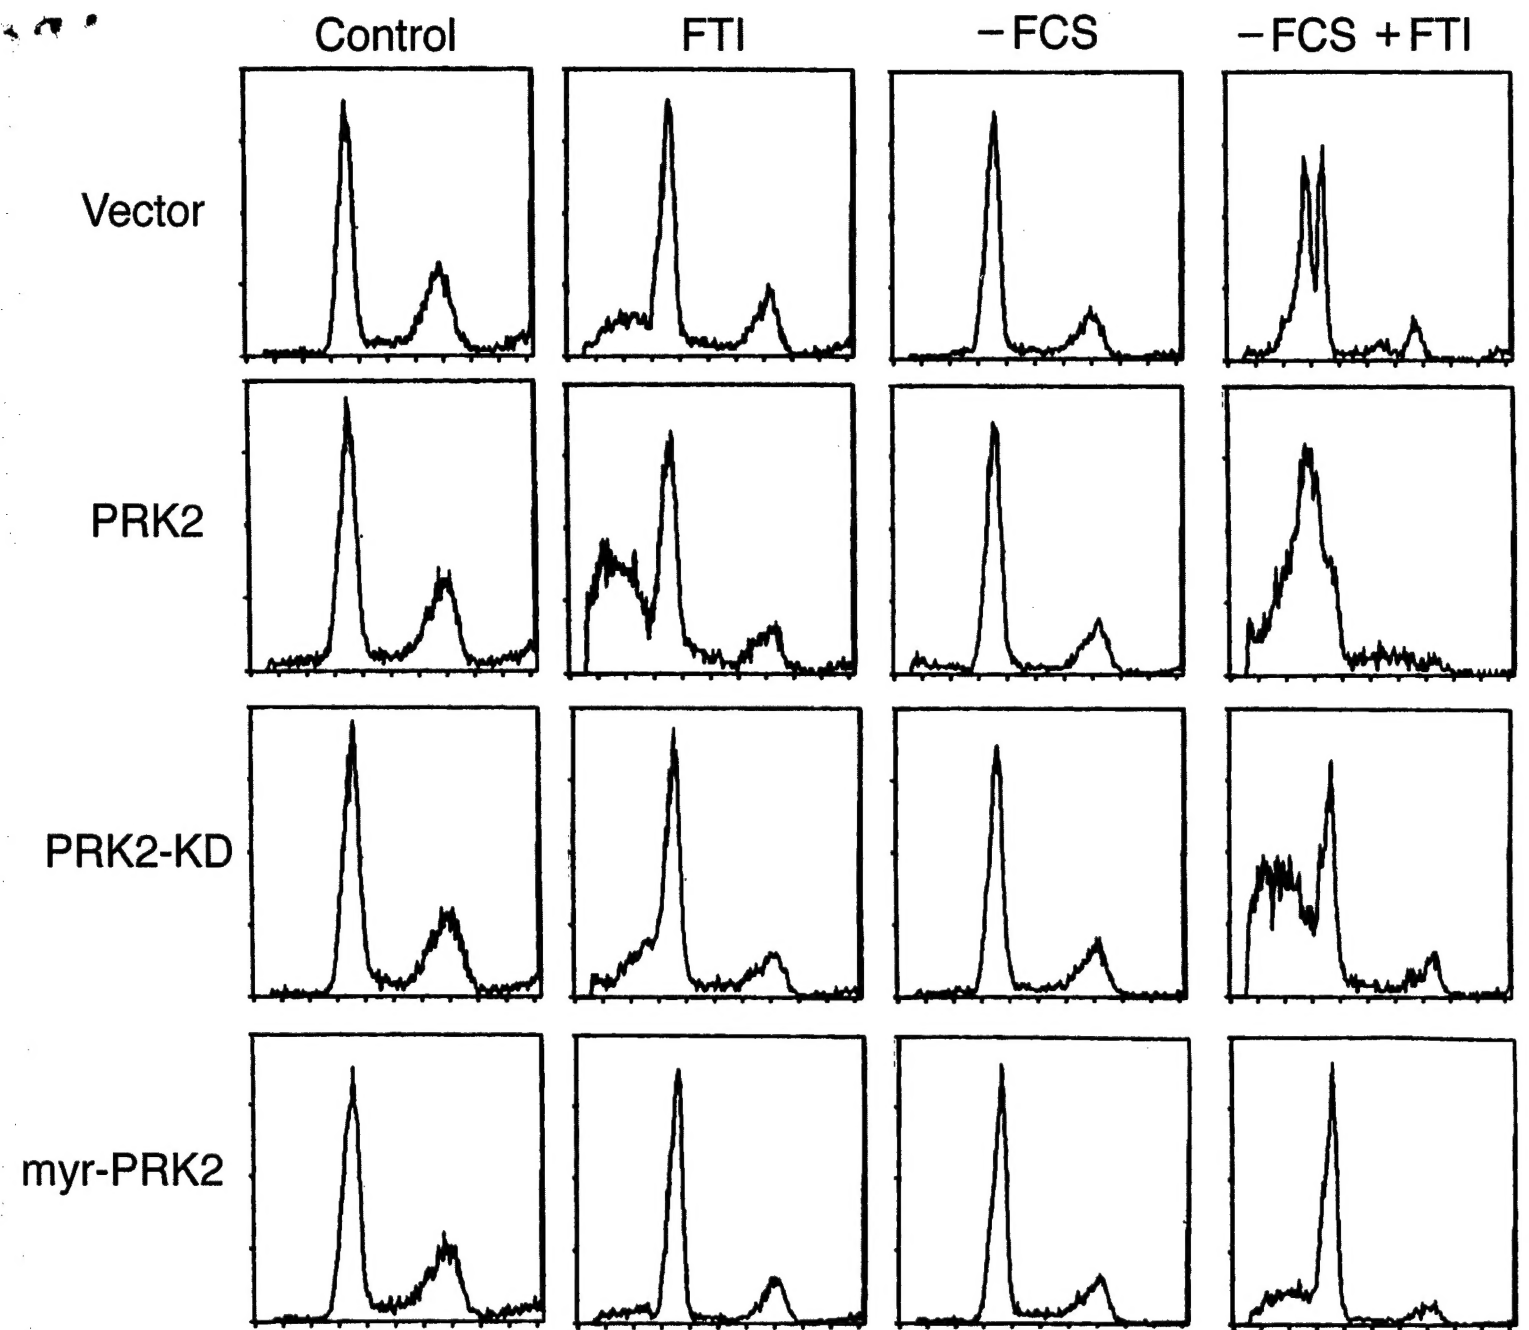 Control FTI −FCS −FCS +FTI
Vector
PRK2
PRK2-KD
myr-PRK2